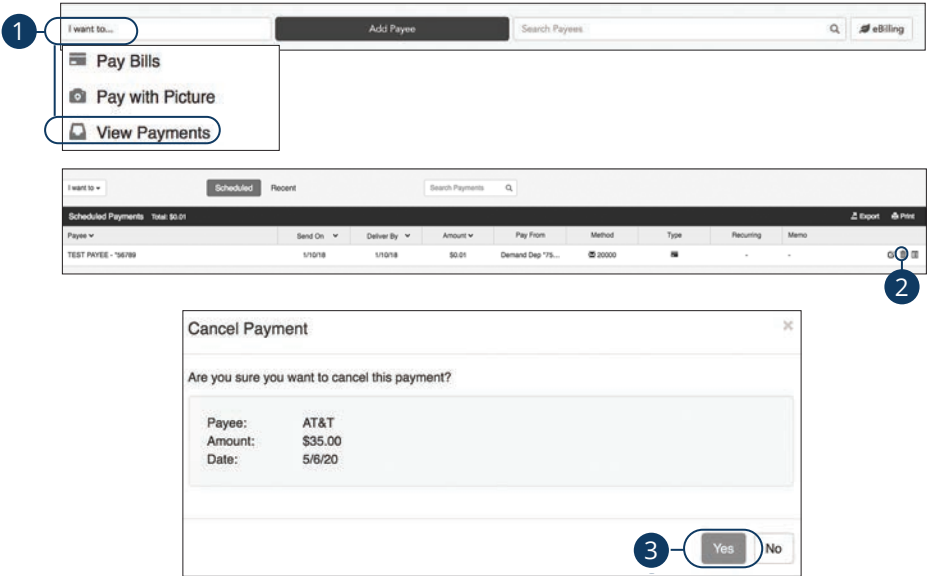 1
I want to... Add Payee Search Payees eBilling
Pay Bills
Pay with Picture
View Payments
I want to Scheduled Recent Search Payments
Scheduled Payments Total: $0.01 Export Print
Payee Send On Deliver By Amount Pay From Method Type Recurring Memo
TEST PAYEE - *56789 1/10/18 1/10/18 $0.01 Demand Dep *75... 20000 - -
2
Cancel Payment ×
Are you sure you want to cancel this payment?
Payee: AT&T
Amount: $35.00
Date: 5/6/20
3 Yes No